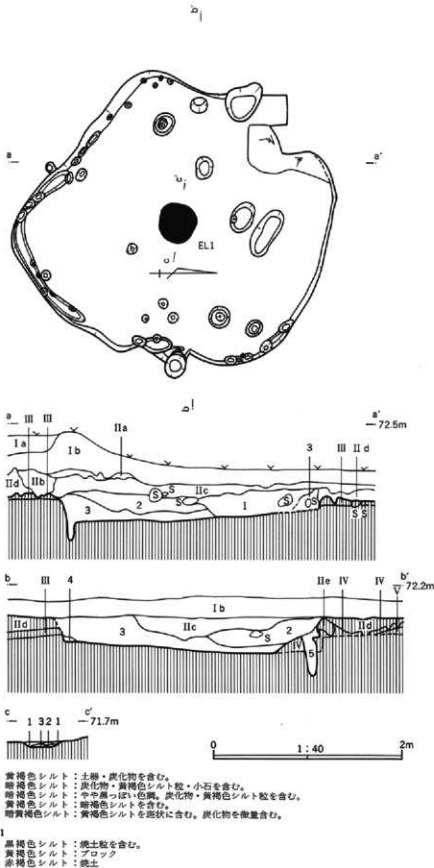 b
a
a'
c'
EL1
c
b'
a III III IIa a'
72.5m
Ia Ib 3 III II d
IId IIb IIc S S S S S
3 2 1 S S
b III 4 IIe IV IV b'
72.2m
Ib V
IId 3 IIc 2 IId
S IV 5
c c'
1 3 2 1 71.7m
0 1:40 2m
黄褐色シルト：土器・炭化物を含む。
暗褐色シルト：炭化物・黄褐色シルト粒・小石を含む。
暗褐色シルト：やや黒っぽい色調。炭化物・黄褐色シルト粒を含む。
黄褐色シルト：暗褐色シルトを含む。
暗黄褐色シルト：黄褐色シルトを斑状に含む。炭化物を微量含む。
1
黒褐色シルト：焼土粒を含む。
黄褐色シルト：ブロック
赤褐色シルト：焼土